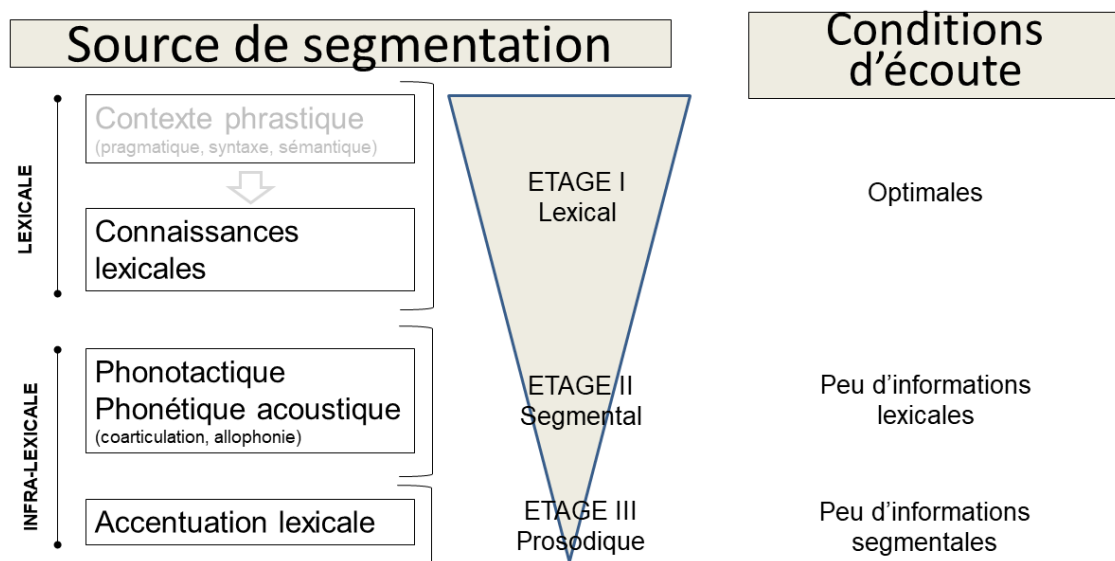 Source de segmentation
Conditions
d'écoute
LEXICALE
Contexte phrastique
(pragmatique, syntaxe, sémantique)
Connaissances
lexicales
ETAGE I
Lexical
Optimales
INFRA-LEXICALE
Phonotactique
Phonétique acoustique
(coarticulation, allophonie)
ETAGE II
Segmental
Peu d'informations
lexicales
Accentuation lexicale
ETAGE III
Prosodique
Peu d'informations
segmentales